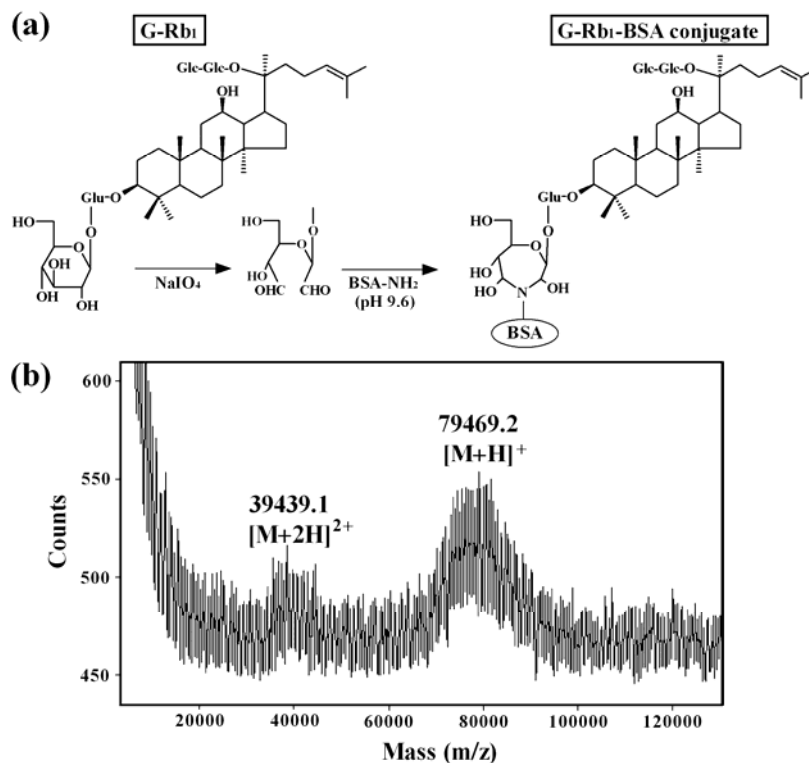 (a)
G-Rb₁
G-Rb₁-BSA conjugate
Glc-Glc-O
OH
Glu-O
HO
O
O
OH
HO
OH
NaIO₄
HO
O
O
HO
OHC
CHO
BSA-NH₂
(pH 9.6)
Glc-Glc-O
OH
Glu-O
HO
O
O
HO
HO
N
OH
BSA
(b)
600
550
500
450
Counts
39439.1
[M+2H]²⁺
79469.2
[M+H]⁺
20000 40000 60000 80000 100000 120000
Mass (m/z)